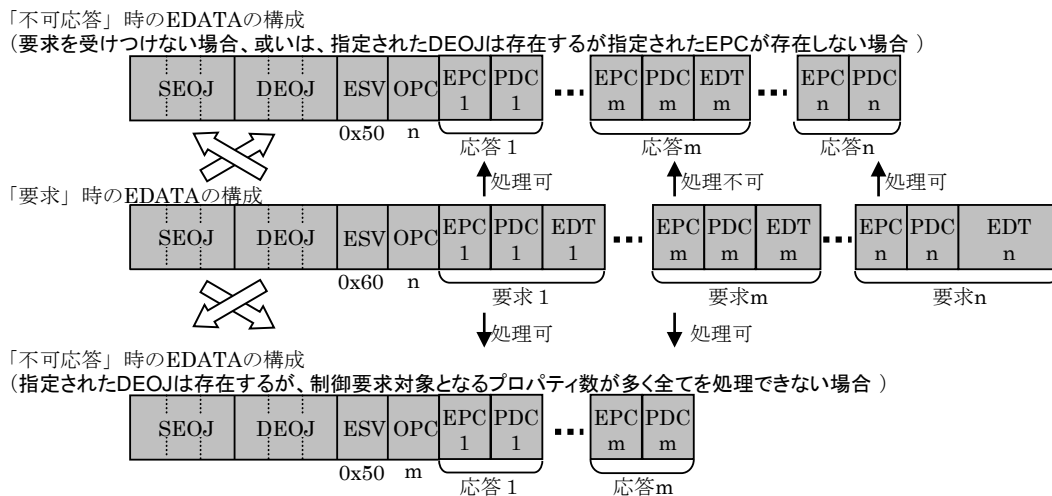 「不可応答」時のEDATAの構成
（要求を受けつけない場合、或いは、指定されたDEOJは存在するが指定されたEPCが存在しない場合 ）
SEOJ DEOJ ESV OPC EPC 1 PDC 1 … EPC m PDC m EDT m … EPC n PDC n
0x50 n 応答１ 応答m 応答n
処理可 処理不可 処理可
「要求」時のEDATAの構成
SEOJ DEOJ ESV OPC EPC 1 PDC 1 EDT 1 … EPC m PDC m EDT m … EPC n PDC n EDT n
0x60 n 要求１ 要求m 要求n
処理可 処理可
「不可応答」時のEDATAの構成
（指定されたDEOJは存在するが、制御要求対象となるプロパティ数が多く全てを処理できない場合 ）
SEOJ DEOJ ESV OPC EPC 1 PDC 1 … EPC m PDC m
0x50 m 応答１ 応答m